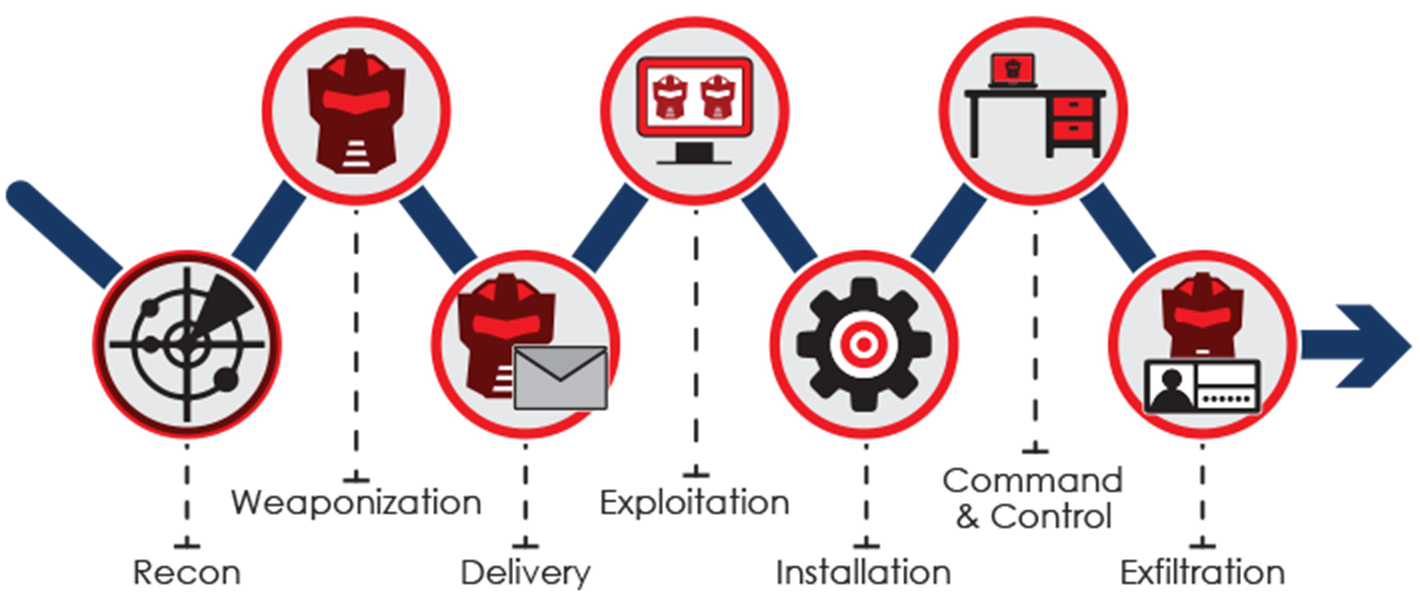 Recon
Weaponization
Delivery
Exploitation
Installation
Command
& Control
Exfiltration